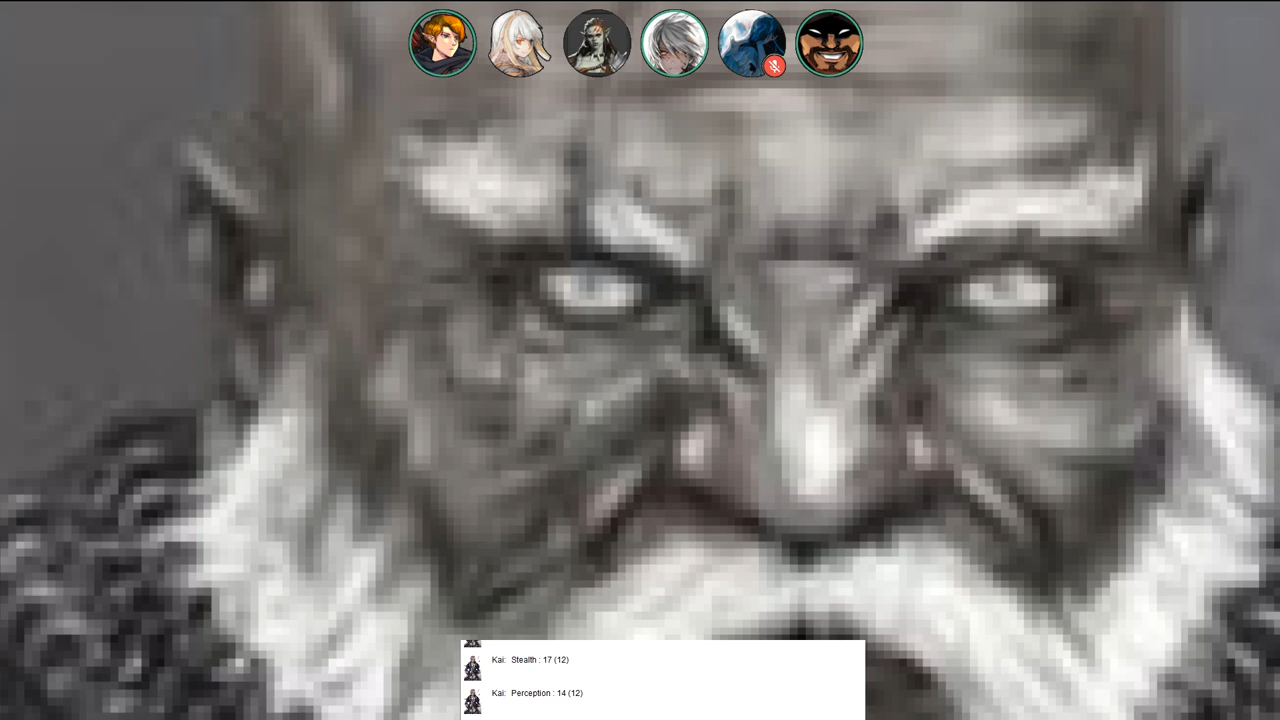 Kai: Stealth : 17 (12)
Kai: Perception : 14 (12)